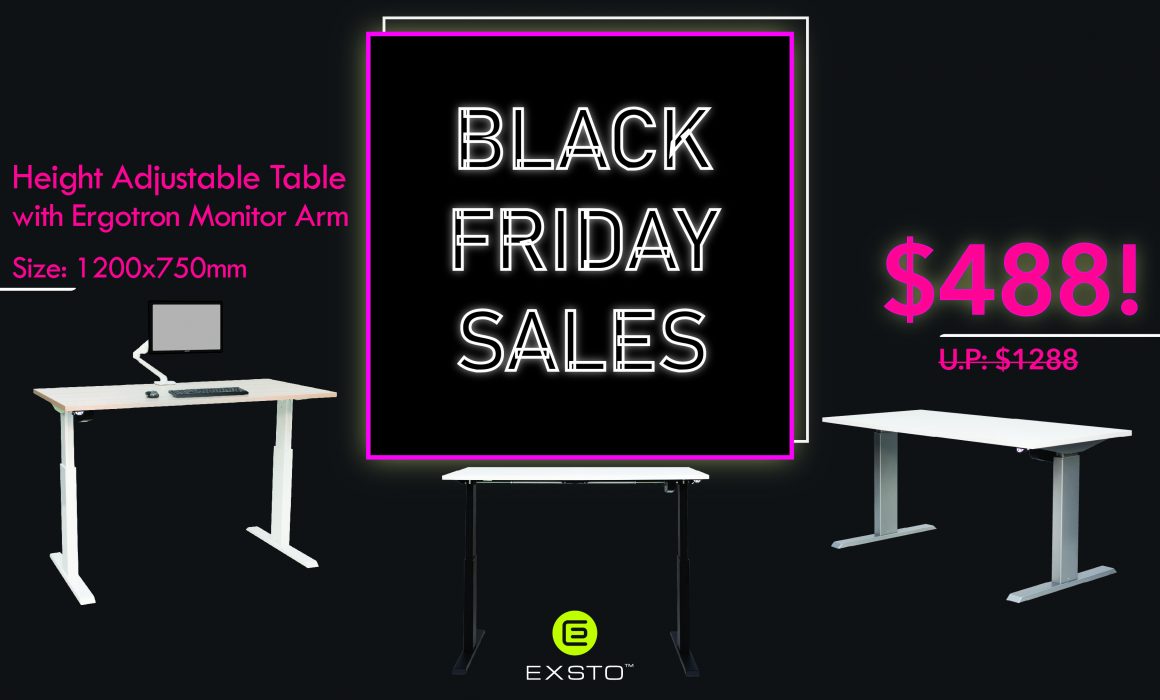 BLACK
FRIDAY
SALES
Height Adjustable Table
with Ergotron Monitor Arm
Size: 1200x750mm
$488!
U.P: $1288
EXSTO™